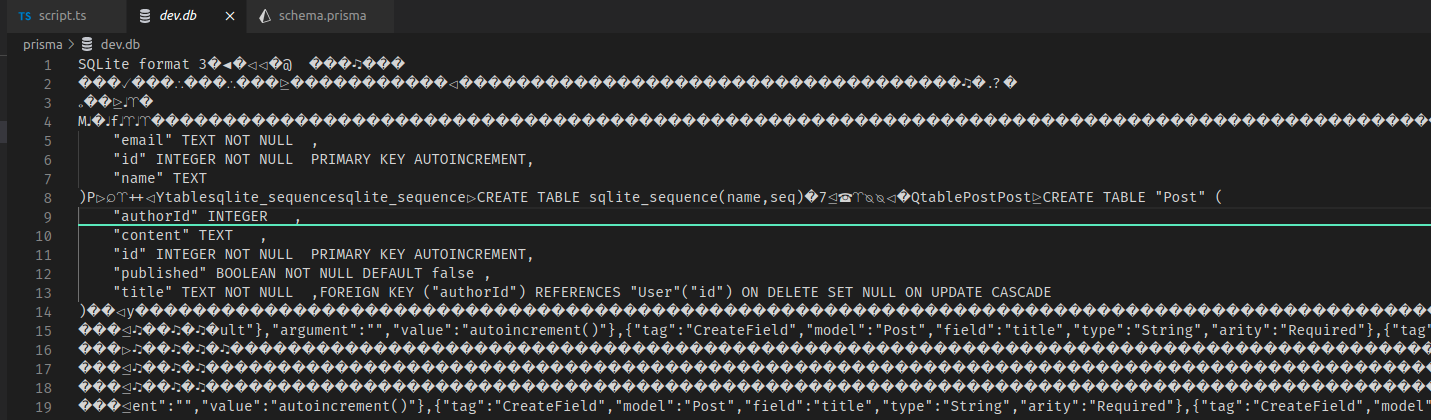 TS script.ts dev.db × schema.prisma
prisma > dev.db
1 SQLite format 3�◄�◁◁�@ ���♫���
2
3
4
5 "email" TEXT NOT NULL ,
6 "id" INTEGER NOT NULL PRIMARY KEY AUTOINCREMENT,
7 "name" TEXT
8 Ytablesqlite_sequencesqlite_sequence▷CREATE TABLE sqlite_sequence(name,seq) QtablePostPost CREATE TABLE "Post" (
9 "authorId" INTEGER ,
10 "content" TEXT ,
11 "id" INTEGER NOT NULL PRIMARY KEY AUTOINCREMENT,
12 "published" BOOLEAN NOT NULL DEFAULT false ,
13 "title" TEXT NOT NULL ,FOREIGN KEY ("authorId") REFERENCES "User"("id") ON DELETE SET NULL ON UPDATE CASCADE
14
15 ult"},"argument":"","value":"autoincrement()"},{"tag":"CreateField","model":"Post","field":"title","type":"String","arity":"Required"},{"tag
16
17
18
19 ent":"","value":"autoincrement()"},{"tag":"CreateField","model":"Post","field":"title","type":"String","arity":"Required"},{"tag":"CreateField","model